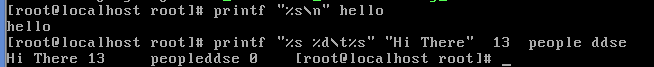 [root@localhost root]# printf "%s\n" hello
hello
[root@localhost root]# printf "%s %d\t%s" "Hi There"  13  people ddse
Hi There 13     peopleddse 0    [root@localhost root]# _